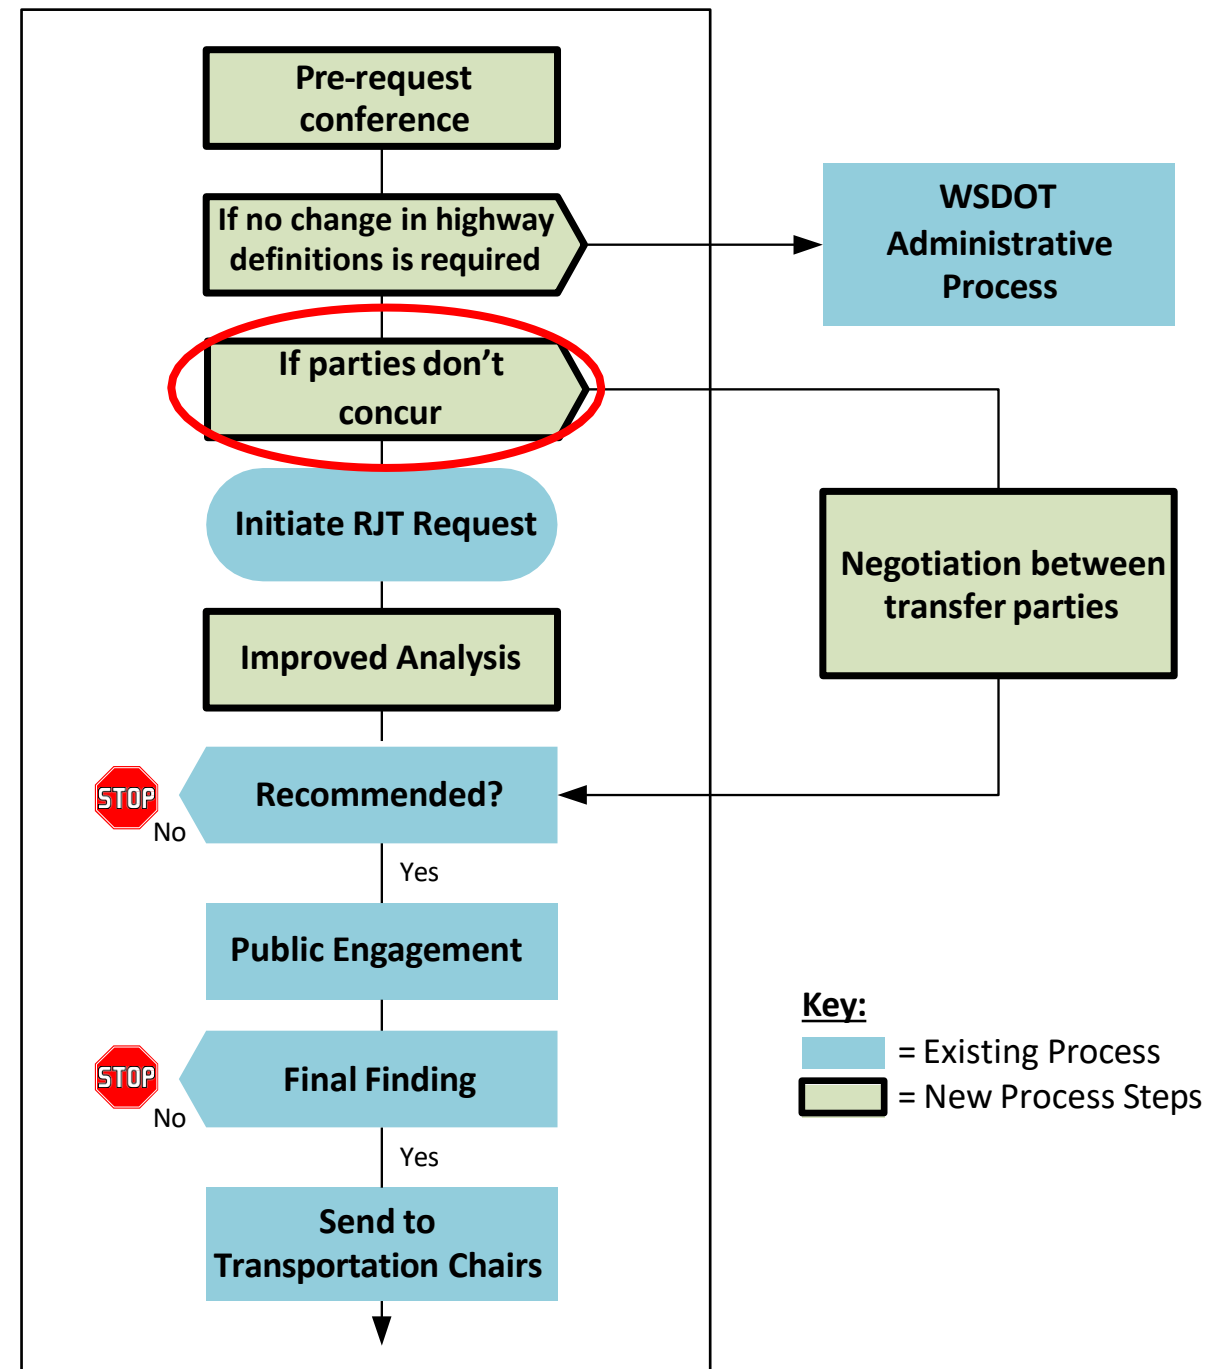 Pre-request
conference
If no change in highway
definitions is required
WSDOT
Administrative
Process
If parties don’t
concur
Initiate RJT Request
Negotiation between
transfer parties
Improved Analysis
STOP
No
Recommended?
Yes
Public Engagement
STOP
No
Final Finding
Yes
Send to
Transportation Chairs
Key:
= Existing Process
= New Process Steps